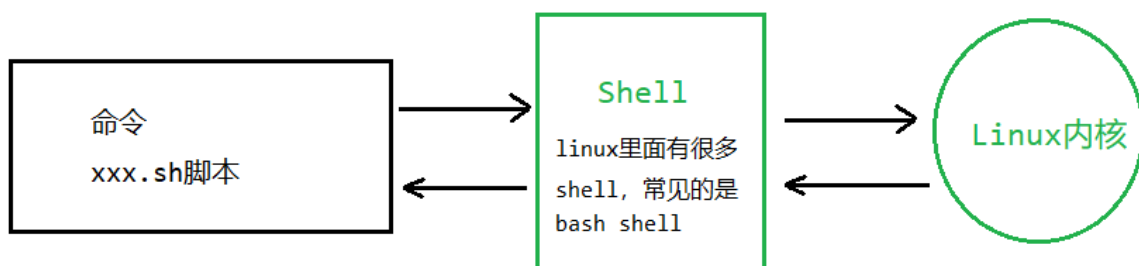 命令
xxx.sh脚本
Shell
linux里面有很多
shell, 常见的是
bash shell
Linux内核